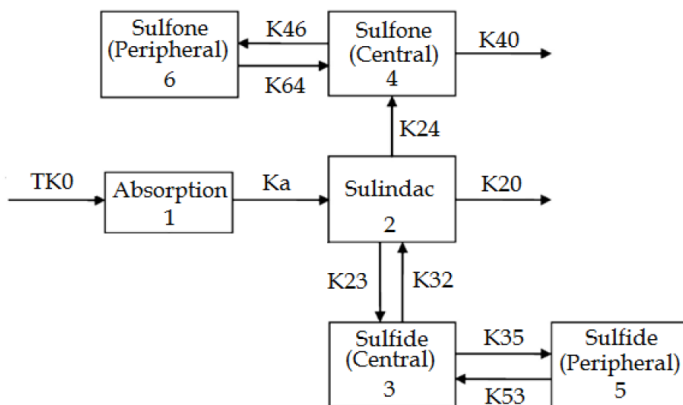 Sulfone
(Peripheral)
6
K46
K64
Sulfone
(Central)
4
K40
K24
TK0
Absorption
1
Ka
Sulindac
2
K20
K23
K32
Sulfide
(Central)
3
K35
K53
Sulfide
(Peripheral)
5